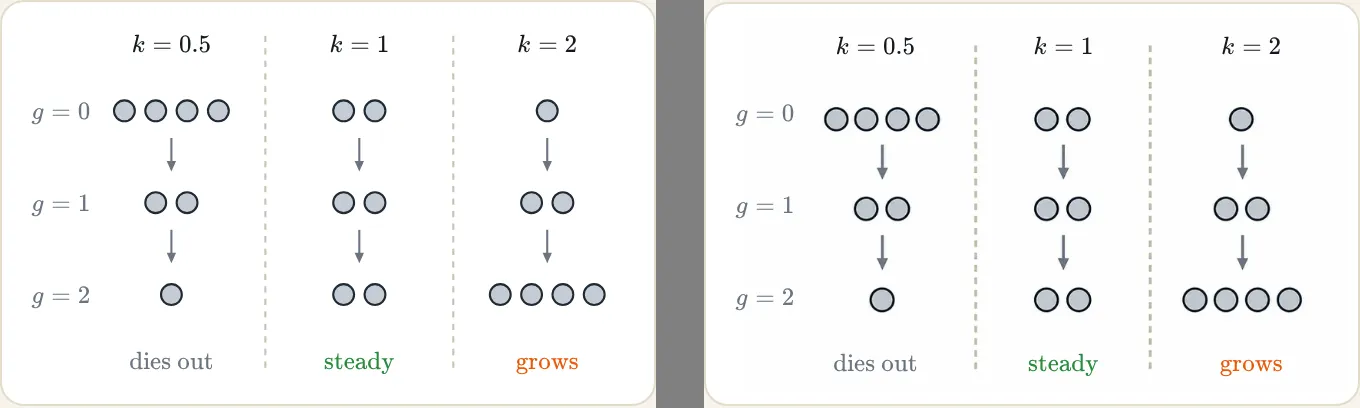 k = 0.5 k = 1 k = 2
g = 0
g = 1
g = 2
dies out steady grows
k = 0.5 k = 1 k = 2
g = 0
g = 1
g = 2
dies out steady grows